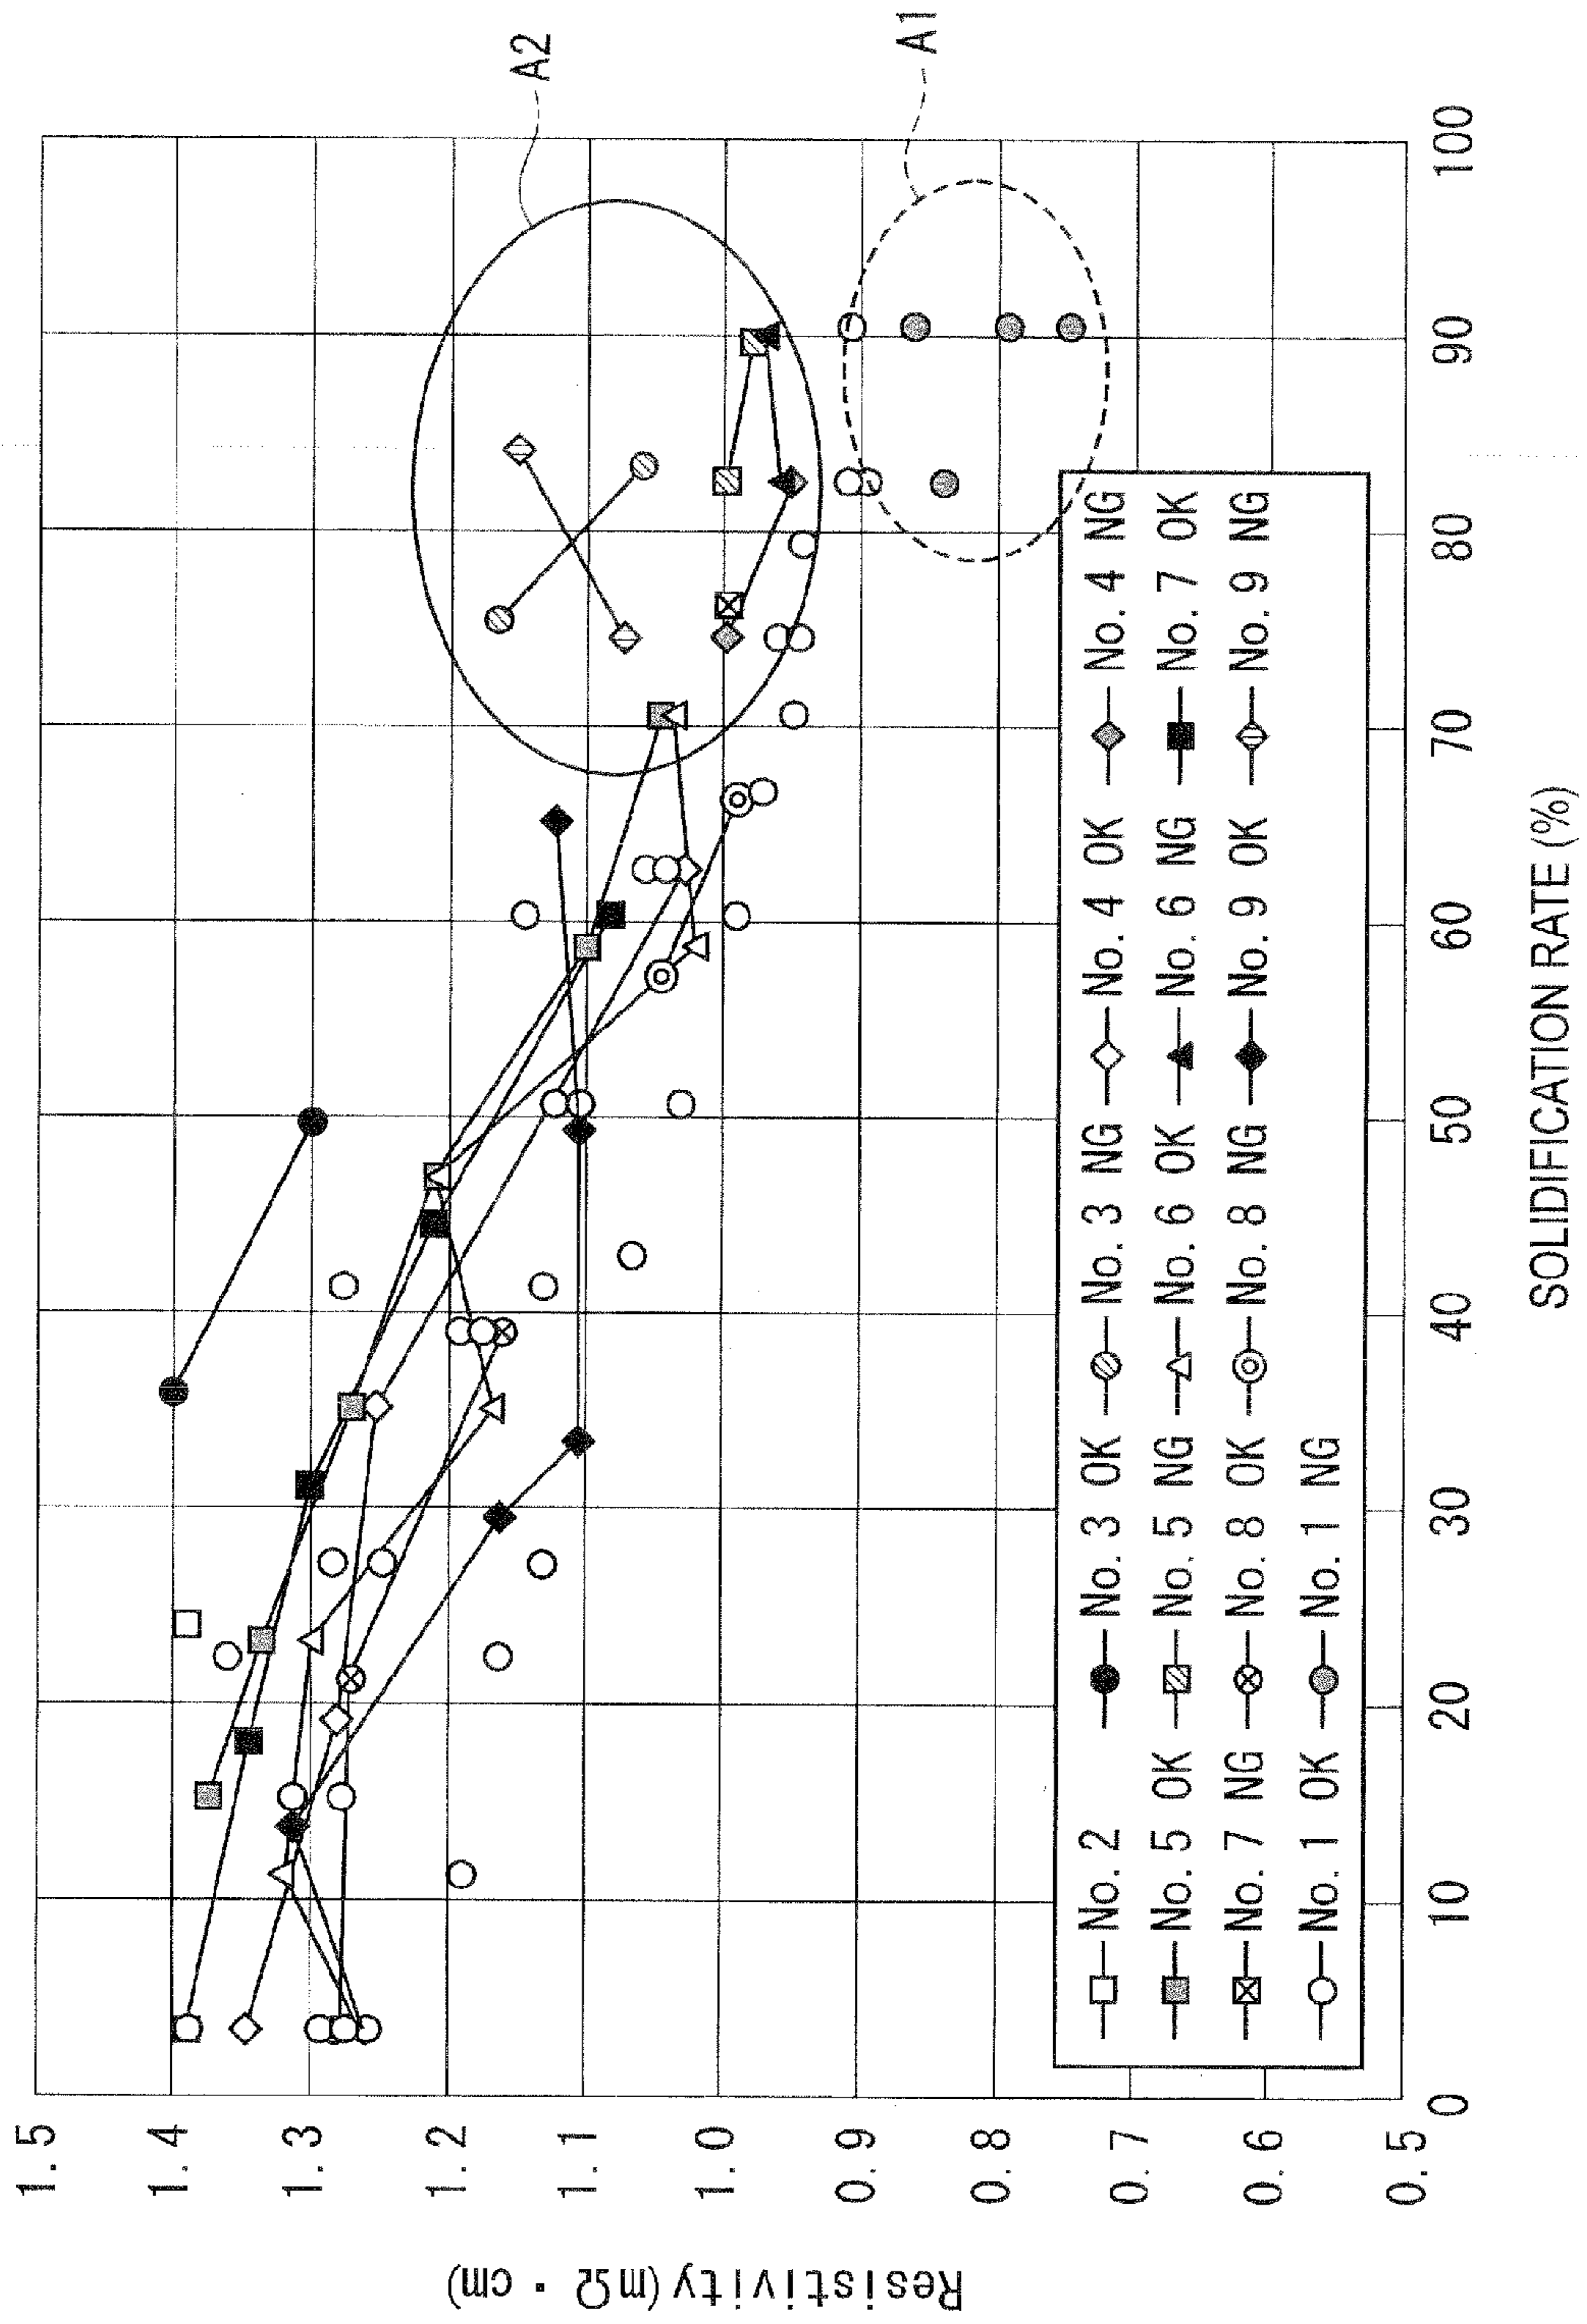 Resistivity(mΩ・cm)
1. 5
1. 4
1. 3
1. 2
1. 1
1. 0
0. 9
0. 8
0. 7
0. 6
0. 5
A2
A1
No. 2
No. 3 OK
No. 3 NG
No. 4 OK
No. 4 NG
No. 5 OK
No. 5 NG
No. 6 OK
No. 6 NG
No. 7 OK
No. 7 NG
No. 8 OK
No. 8 NG
No. 9 OK
No. 9 NG
No. 1 OK
No. 1 NG
0 10 20 30 40 50 60 70 80 90 100
SOLIDIFICATION RATE (%)